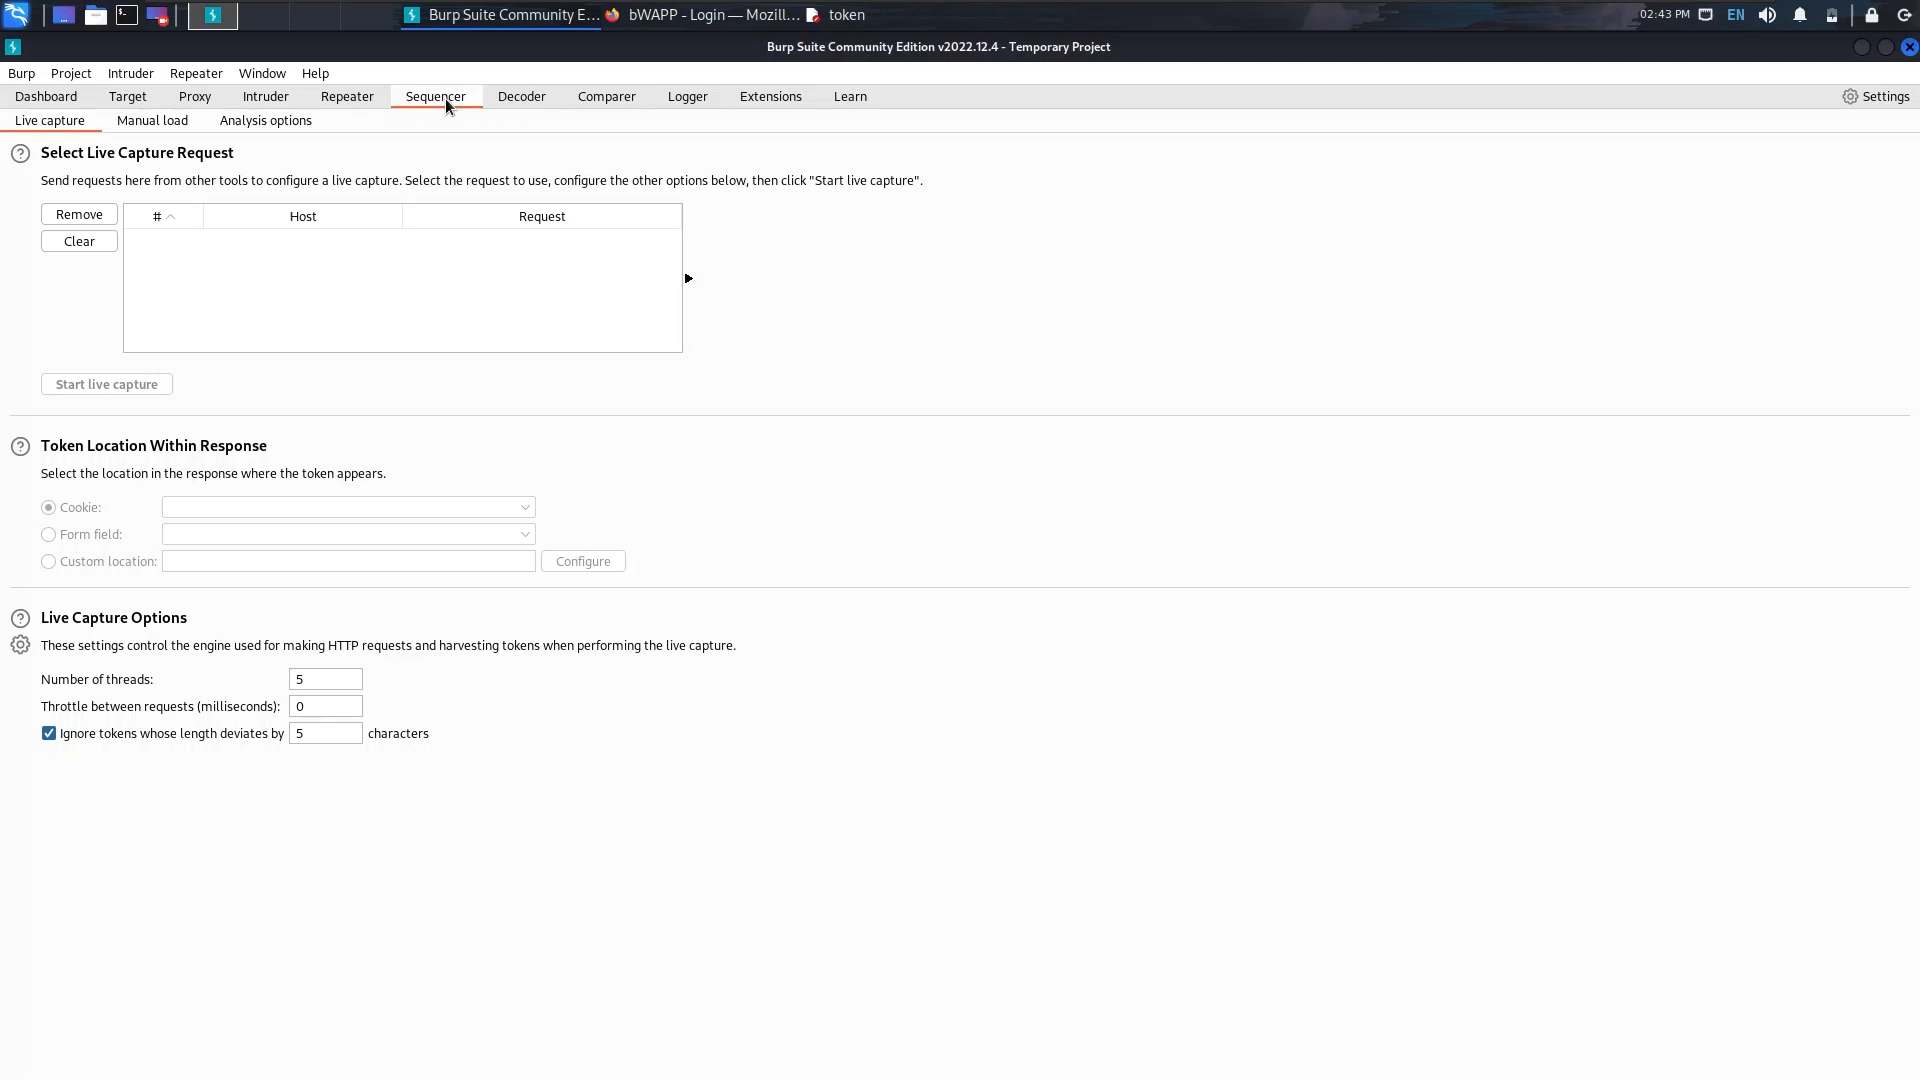 Burp Suite Community E... bWAPP - Login — Mozill... token 02:43 PM EN
Burp Suite Community Edition v2022.12.4 - Temporary Project
Burp Project Intruder Repeater Window Help
Dashboard Target Proxy Intruder Repeater Sequencer Decoder Comparer Logger Extensions Learn Settings
Live capture Manual load Analysis options
? Select Live Capture Request
Send requests here from other tools to configure a live capture. Select the request to use, configure the other options below, then click "Start live capture".
Remove # Host Request
Clear
Start live capture
? Token Location Within Response
Select the location in the response where the token appears.
Cookie:
Form field:
Custom location: Configure
? Live Capture Options
These settings control the engine used for making HTTP requests and harvesting tokens when performing the live capture.
Number of threads: 5
Throttle between requests (milliseconds): 0
Ignore tokens whose length deviates by 5 characters